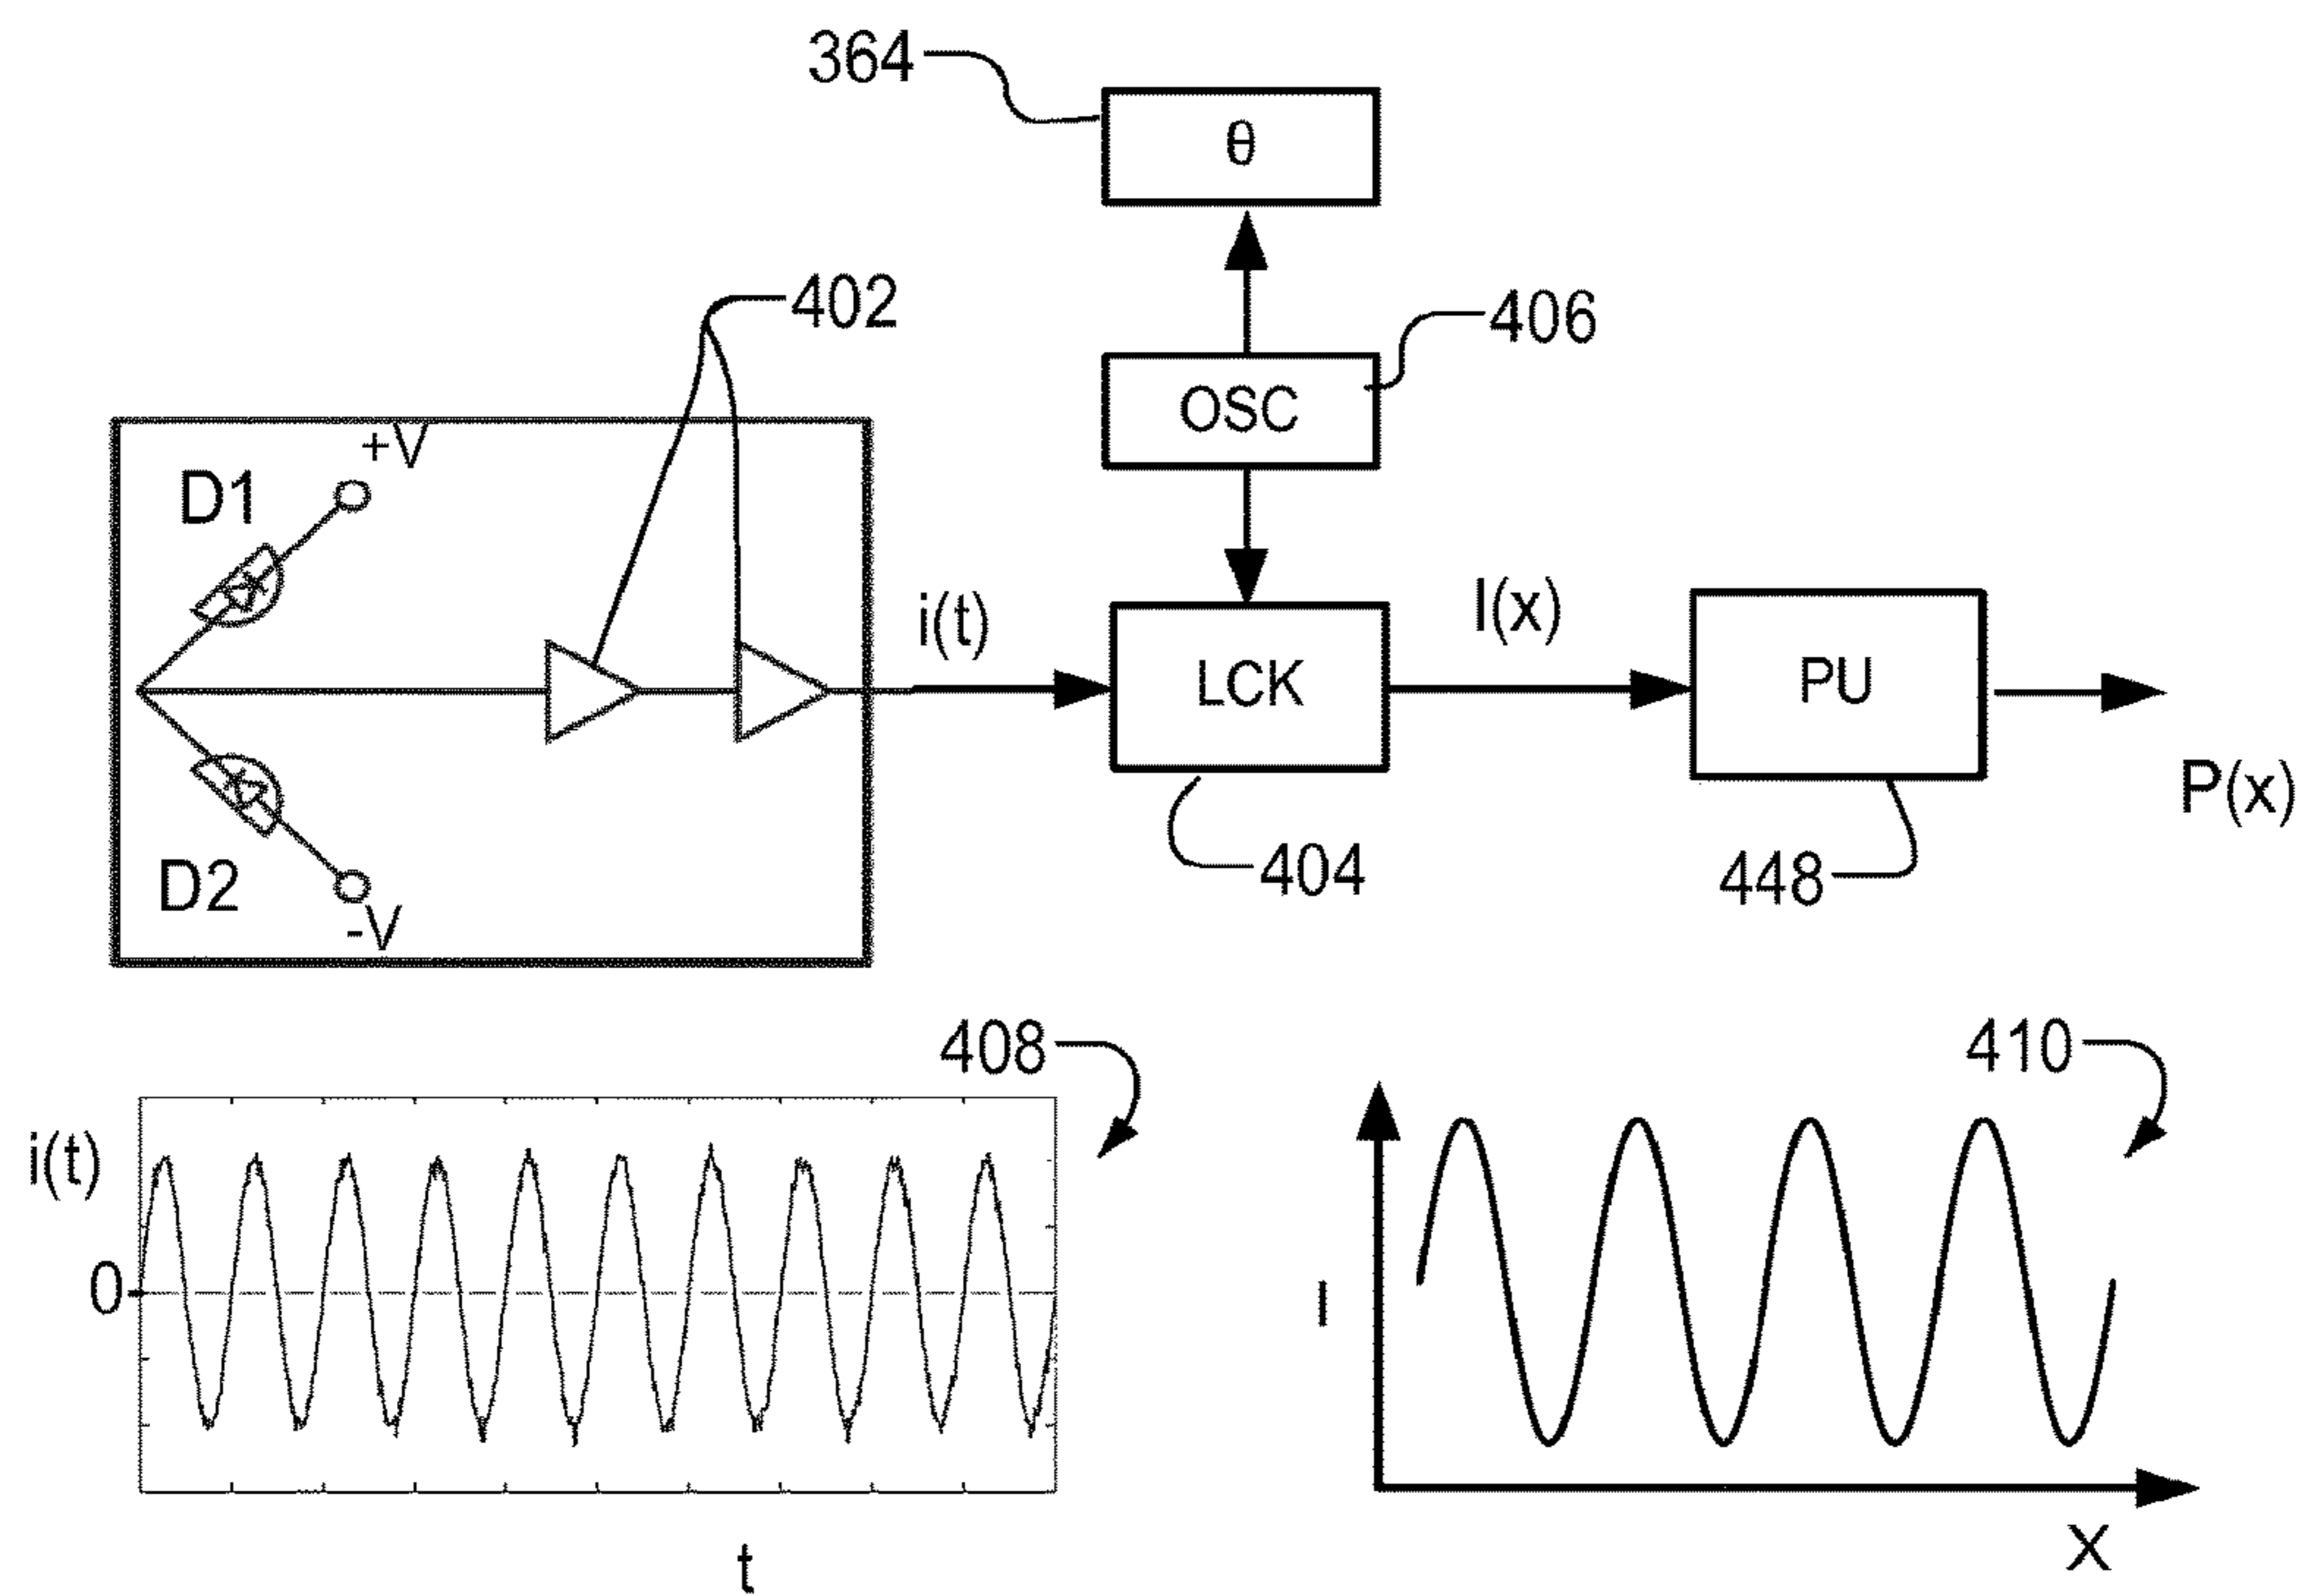 364
θ
402
406
OSC
+V
D1
i(t)
I(x)
LCK
PU
P(x)
D2
-V
404
448
408
410
i(t)
0
I
t
X